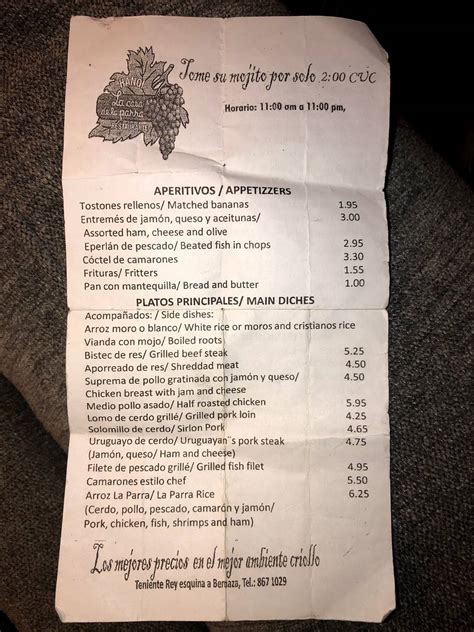 HANOI
La casa
de la parra
RESTAURANTE
Tome su mojito por solo 2:00 CUC
Horario: 11:00 am a 11:00 pm,
APERITIVOS / APPETIZZERS
Tostones rellenos/ Matched bananas 1.95
Entremés de jamón, queso y aceitunas/ 3.00
Assorted ham, cheese and olive
Eperlán de pescado/ Beated fish in chops 2.95
Cóctel de camarones 3.30
Frituras/ Fritters 1.55
Pan con mantequilla/ Bread and butter 1.00
PLATOS PRINCIPALES/ MAIN DICHES
Acompañados: / Side dishes:
Arroz moro o blanco/ White rice or moros and cristianos rice
Vianda con mojo/ Boiled roots
Bistec de res/ Grilled beef steak 5.25
Aporreado de res/ Shreddad meat 4.50
Suprema de pollo gratinada con jamón y queso/ 4.50
Chicken breast with jam and cheese
Medio pollo asado/ Half roasted chicken 5.95
Lomo de cerdo grillé/ Grilled pork loin 4.25
Solomillo de cerdo/ Sirlon Pork 4.65
Uruguayo de cerdo/ Uruguayan¨s pork steak 4.75
(Jamón, queso/ Ham and cheese)
Filete de pescado grillé/ Grilled fish filet 4.95
Camarones estilo chef 5.50
Arroz La Parra/ La Parra Rice 6.25
(Cerdo, pollo, pescado, camarón y jamón/
Pork, chicken, fish, shrimps and ham)
Los mejores precios en el mejor ambiente criollo
Teniente Rey esquina a Bernaza, Tel.: 867 1029